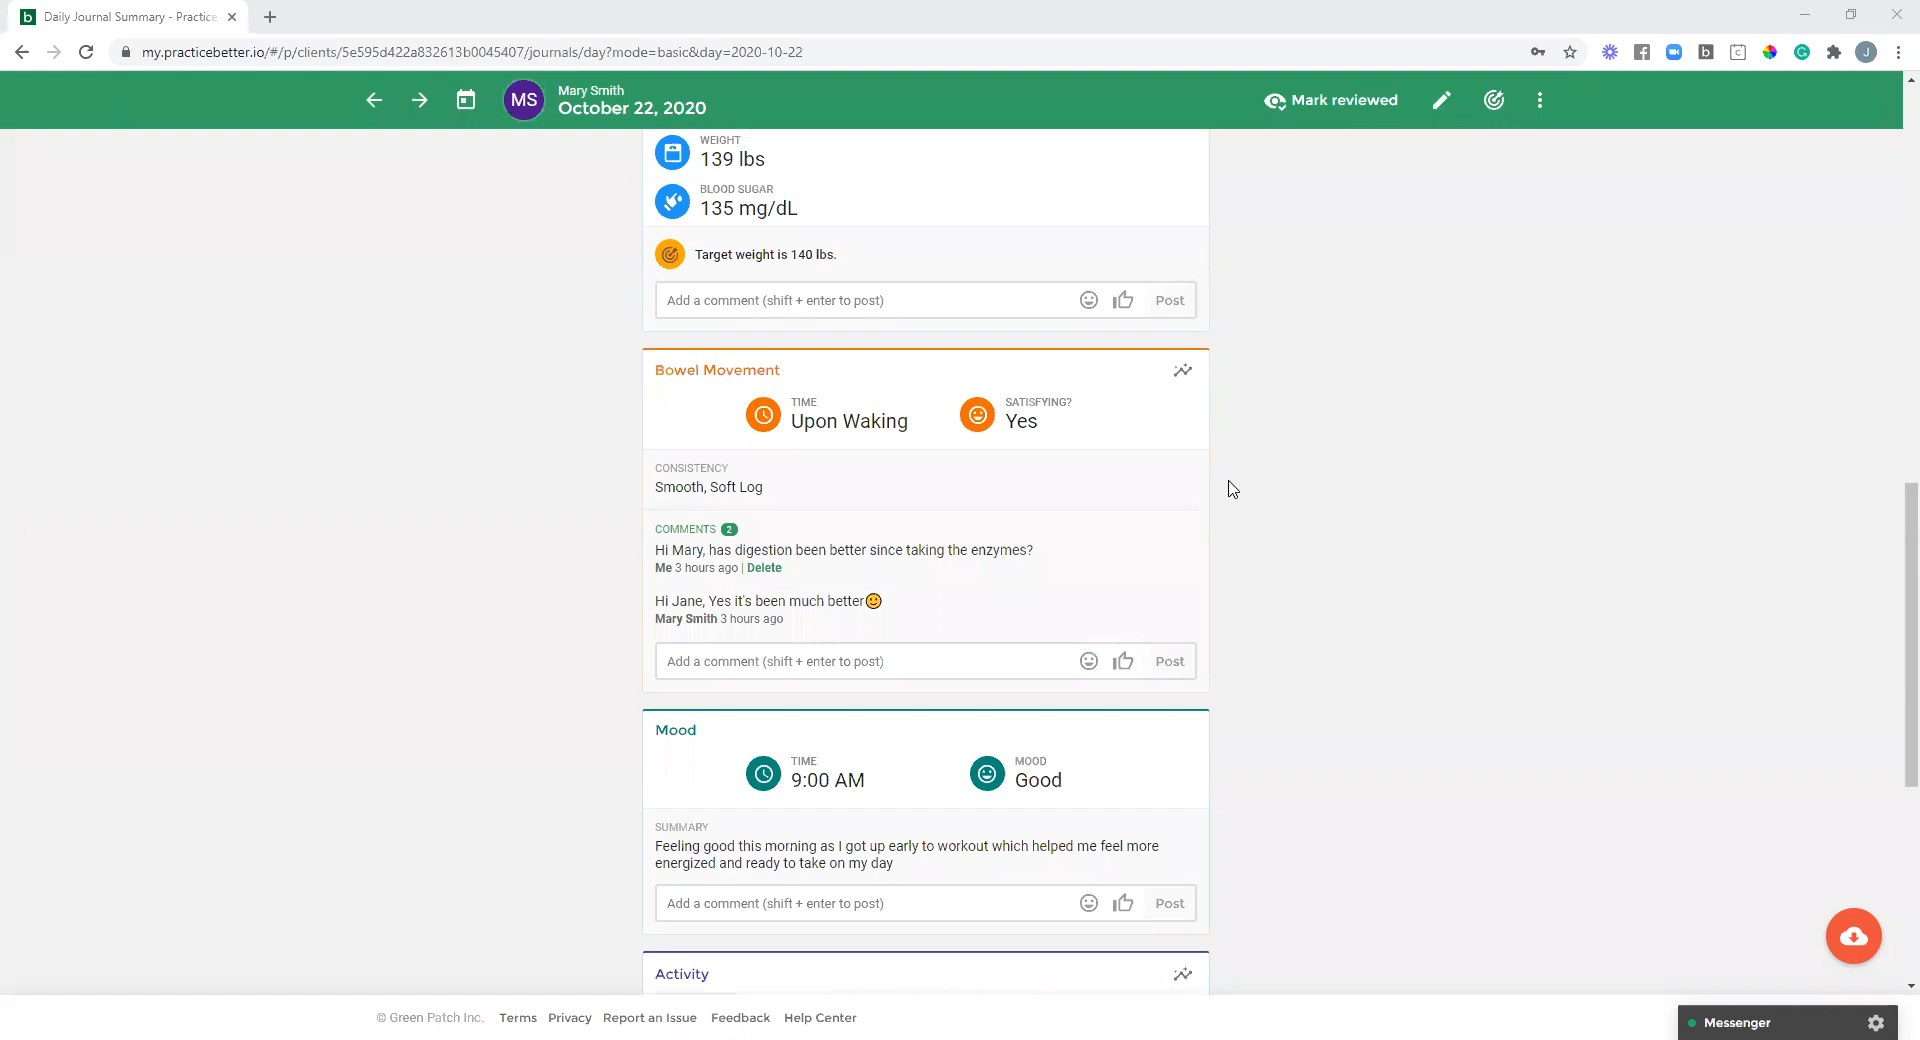 Daily Journal Summary - Practice
my.practicebetter.io/#/p/clients/5e595d422a832613b0045407/journals/day?mode=basic&day=2020-10-22
J
MS
Mary Smith
October 22, 2020
Mark reviewed
WEIGHT
139 lbs
BLOOD SUGAR
135 mg/dL
Target weight is 140 lbs.
Add a comment (shift + enter to post)
Post
Bowel Movement
TIME
Upon Waking
SATISFYING?
Yes
CONSISTENCY
Smooth, Soft Log
COMMENTS 2
Hi Mary, has digestion been better since taking the enzymes?
Me 3 hours ago | Delete
Hi Jane, Yes it's been much better🙂
Mary Smith 3 hours ago
Add a comment (shift + enter to post)
Post
Mood
TIME
9:00 AM
MOOD
Good
SUMMARY
Feeling good this morning as I got up early to workout which helped me feel more
energized and ready to take on my day
Add a comment (shift + enter to post)
Post
Activity
© Green Patch Inc. Terms Privacy Report an Issue Feedback Help Center
Messenger